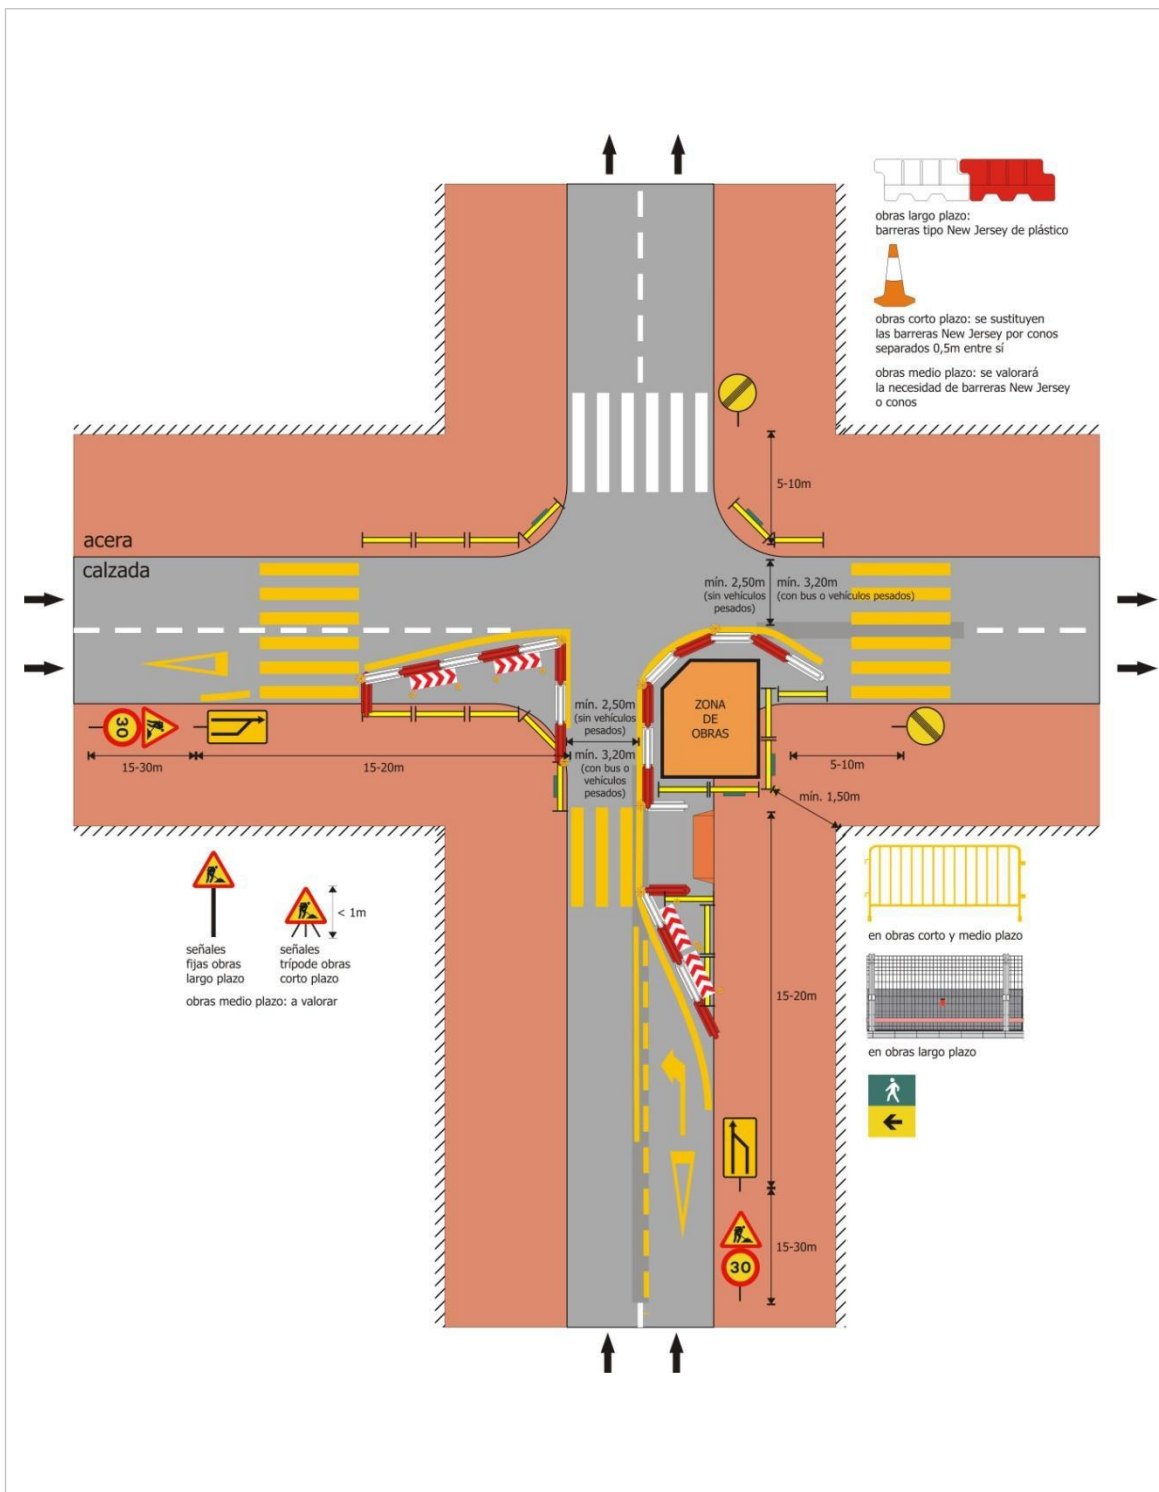 obras largo plazo:
barreras tipo New Jersey de plástico
obras corto plazo: se sustituyen
las barreras New Jersey por conos
separados 0,5m entre sí
obras medio plazo: se valorará
la necesidad de barreras New Jersey
o conos
5-10m
acera
calzada
mín. 2,50m
(sin vehículos
pesados)
mín. 3,20m
(con bus o vehículos pesados)
mín. 2,50m
(sin vehículos
pesados)
mín. 3,20m
(con bus o
vehículos
pesados)
ZONA
DE
OBRAS
30
15-30m
15-20m
5-10m
mín. 1,50m
< 1m
señales
fijas obras
largo plazo
señales
trípode obras
corto plazo
obras medio plazo: a valorar
en obras corto y medio plazo
15-20m
en obras largo plazo
15-30m
30